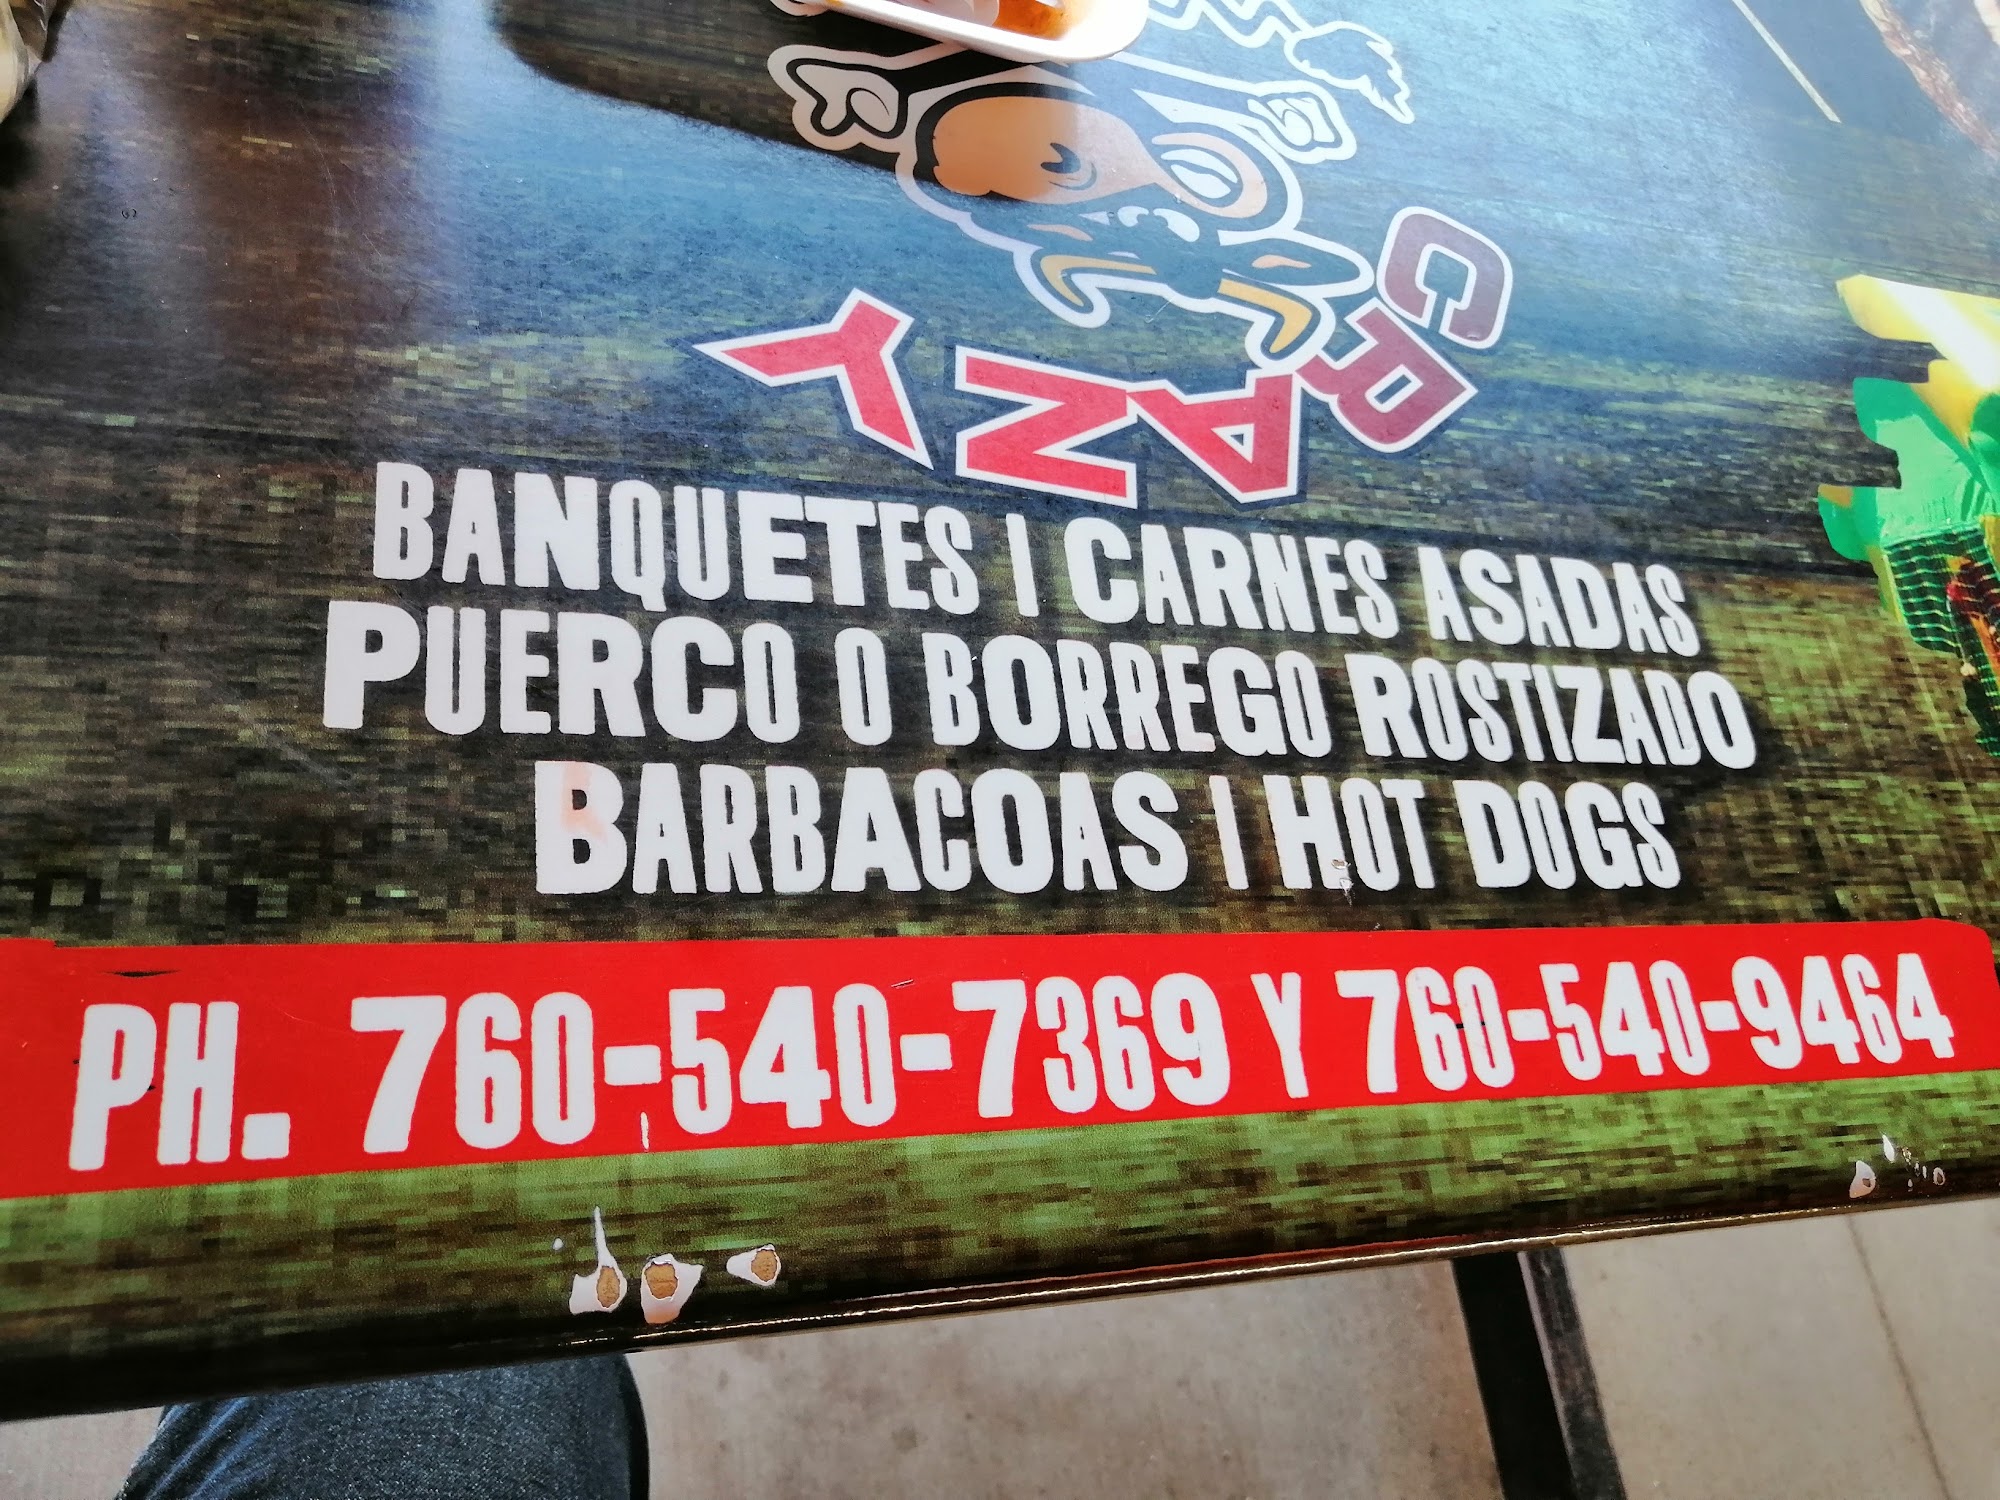 CRAZY
BANQUETES | CARNES ASADAS
PUERCO O BORREGO ROSTIZADO
BARBACOAS | HOT DOGS
PH. 760-540-7369 Y 760-540-9464